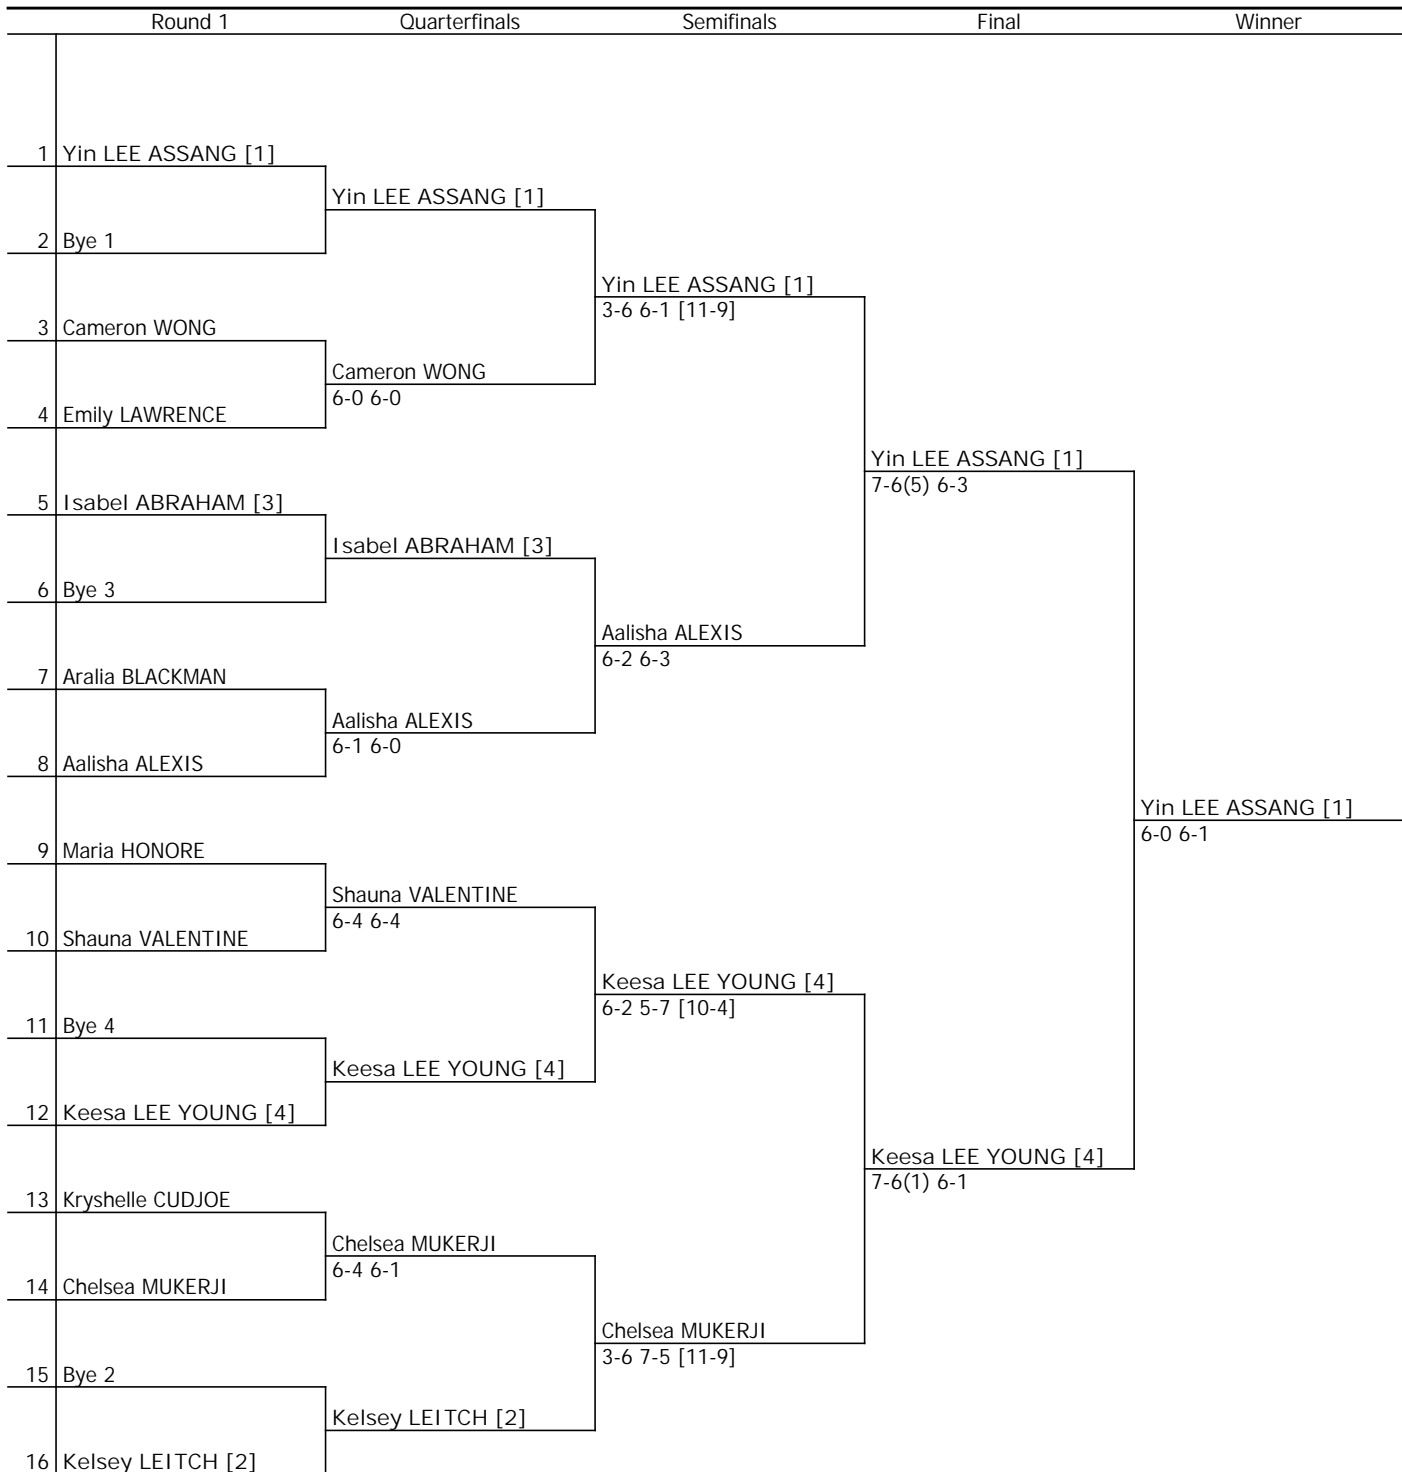 Round 1 Quarterfinals Semifinals Final Winner
1 Yin LEE ASSANG [1]
Yin LEE ASSANG [1]
2 Bye 1
Yin LEE ASSANG [1]
3-6 6-1 [11-9]
3 Cameron WONG
Cameron WONG
6-0 6-0
4 Emily LAWRENCE
Yin LEE ASSANG [1]
7-6(5) 6-3
5 Isabel ABRAHAM [3]
Isabel ABRAHAM [3]
6 Bye 3
Aalisha ALEXIS
6-2 6-3
7 Aralia BLACKMAN
Aalisha ALEXIS
6-1 6-0
8 Aalisha ALEXIS
Yin LEE ASSANG [1]
6-0 6-1
9 Maria HONORE
Shauna VALENTINE
6-4 6-4
10 Shauna VALENTINE
Keesa LEE YOUNG [4]
6-2 5-7 [10-4]
11 Bye 4
Keesa LEE YOUNG [4]
12 Keesa LEE YOUNG [4]
Keesa LEE YOUNG [4]
7-6(1) 6-1
13 Kryshelle CUDJOE
Chelsea MUKERJI
6-4 6-1
14 Chelsea MUKERJI
Chelsea MUKERJI
3-6 7-5 [11-9]
15 Bye 2
Kelsey LEITCH [2]
16 Kelsey LEITCH [2]